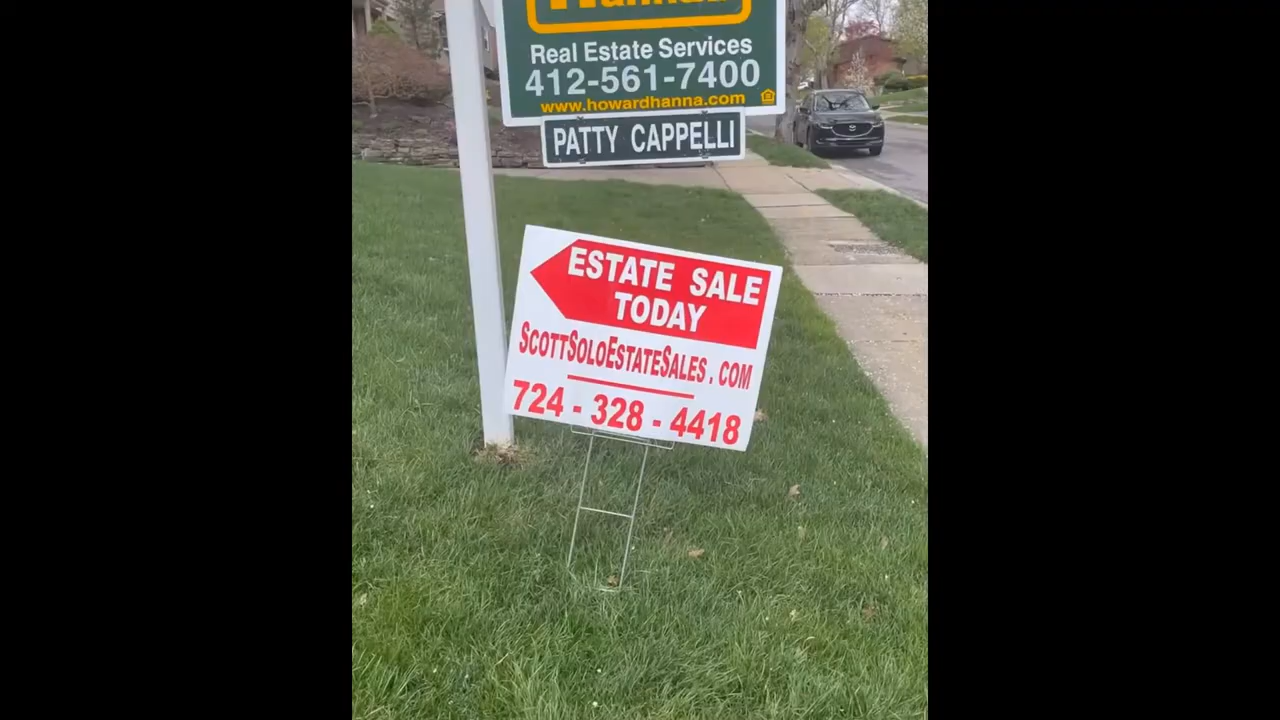 Hanna
Real Estate Services
412-561-7400
www.howardhanna.com
PATTY CAPPELLI
ESTATE SALE
TODAY
SCOTTSOLOESTATESALES.COM
724-328-4418